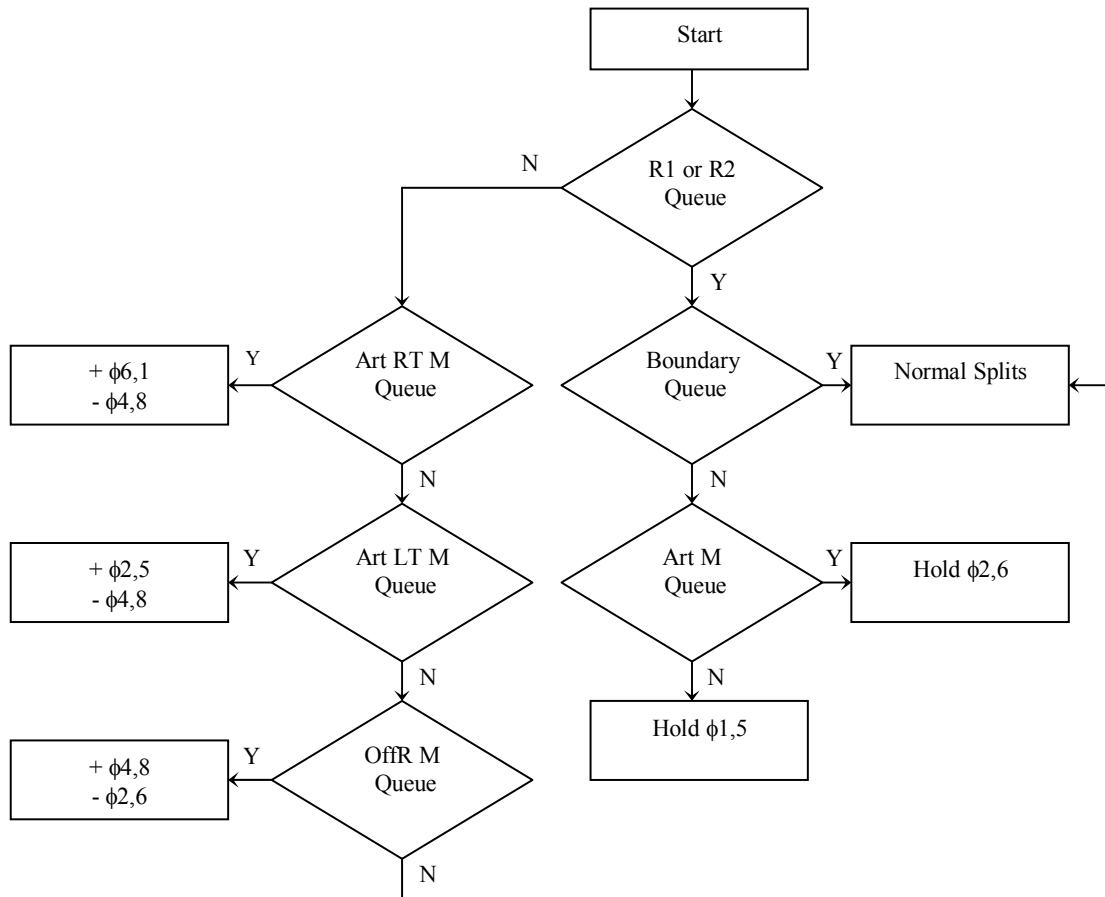 Start
N
R1 or R2
Queue
Y
Y
Art RT M
Queue
Boundary
Queue
Y
Normal Splits
+ ϕ6,1
- ϕ4,8
N
N
Y
Art LT M
Queue
Art M
Queue
Y
Hold ϕ2,6
+ ϕ2,5
- ϕ4,8
N
N
Hold ϕ1,5
Y
OffR M
Queue
+ ϕ4,8
- ϕ2,6
N